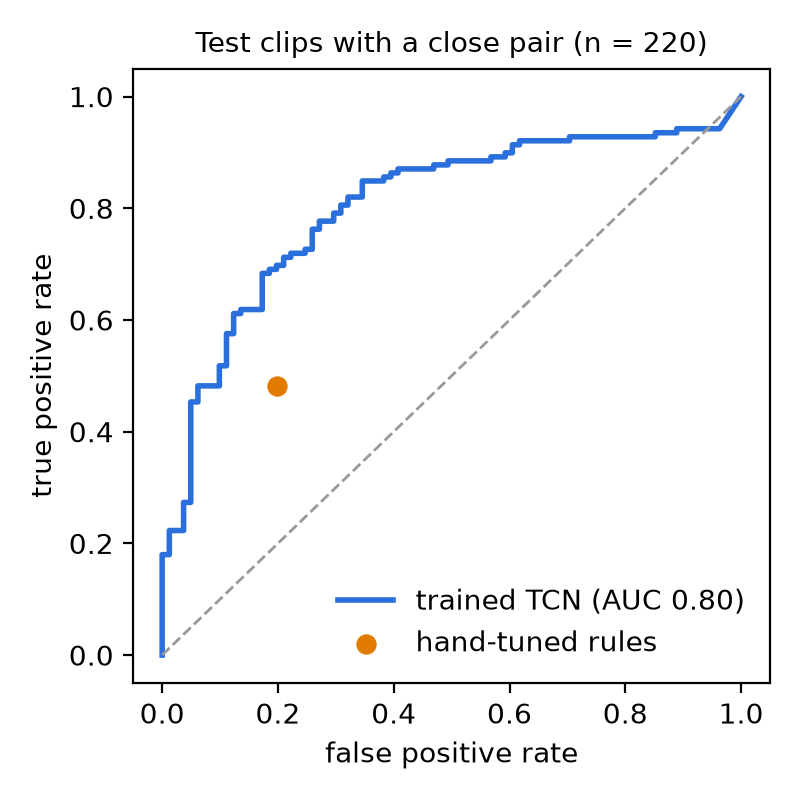 Test clips with a close pair (n = 220)
1.0
0.8
0.6
0.4
0.2
0.0
true positive rate
trained TCN (AUC 0.80)
hand-tuned rules
0.0 0.2 0.4 0.6 0.8 1.0
false positive rate